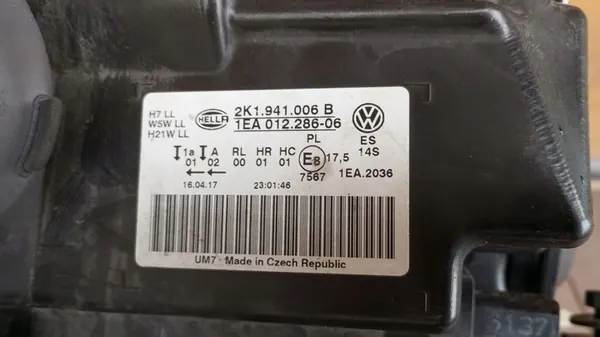 H7 LL
W5W LL
H21W LL
HELLA
2K1.941.006 B
1EA 012.286-06
PL
ES
14S
1a A RL HR HC
01 02 00 01 01
E8
17,5
7567
1EA.2036
16.04.17 23:01:46
UM7 - Made in Czech Republic
3137